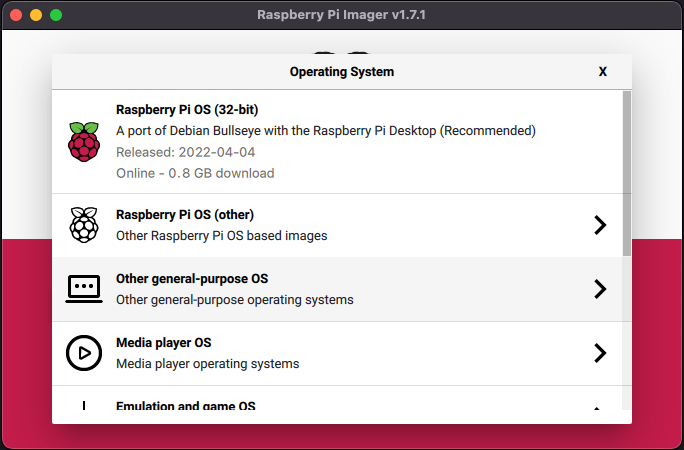 Raspberry Pi Imager v1.7.1
Operating System
X
Raspberry Pi OS (32-bit)
A port of Debian Bullseye with the Raspberry Pi Desktop (Recommended)
Released: 2022-04-04
Online - 0.8 GB download
Raspberry Pi OS (other)
Other Raspberry Pi OS based images
Other general-purpose OS
Other general-purpose operating systems
Media player OS
Media player operating systems
Emulation and game OS